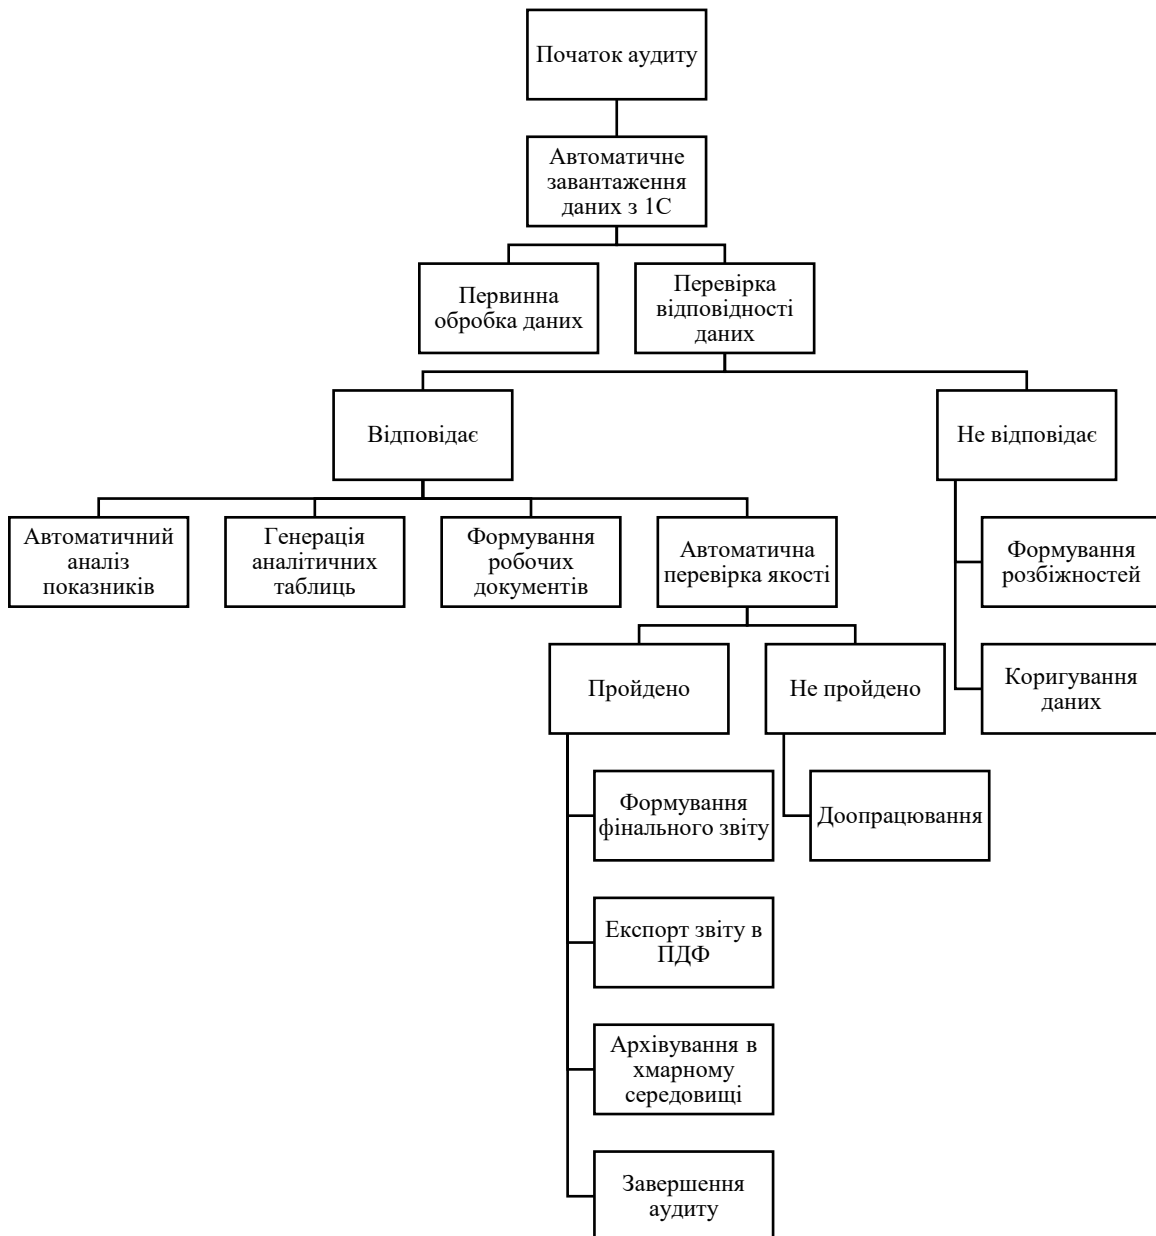 Початок аудиту
Автоматичне
завантаження
даних з 1С
Первинна
обробка даних
Перевірка
відповідності
даних
Відповідає
Не відповідає
Автоматичний
аналіз
показників
Генерація
аналітичних
таблиць
Формування
робочих
документів
Автоматична
перевірка якості
Формування
розбіжностей
Пройдено
Не пройдено
Коригування
даних
Формування
фінального звіту
Доопрацювання
Експорт звіту в
ПДФ
Архівування в
хмарному
середовищі
Завершення
аудиту